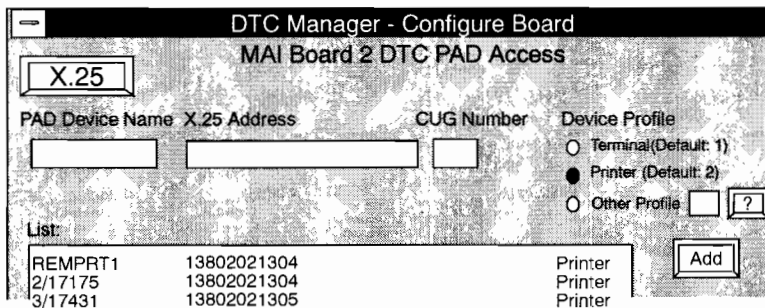 DTC Manager - Configure Board
MAI Board 2 DTC PAD Access
X.25
PAD Device Name X.25 Address CUG Number Device Profile
Terminal(Default: 1)
Printer (Default: 2)
Other Profile ?
List:
Add
REMPRT1 13802021304 Printer
2/17175 13802021304 Printer
3/17431 13802021305 Printer